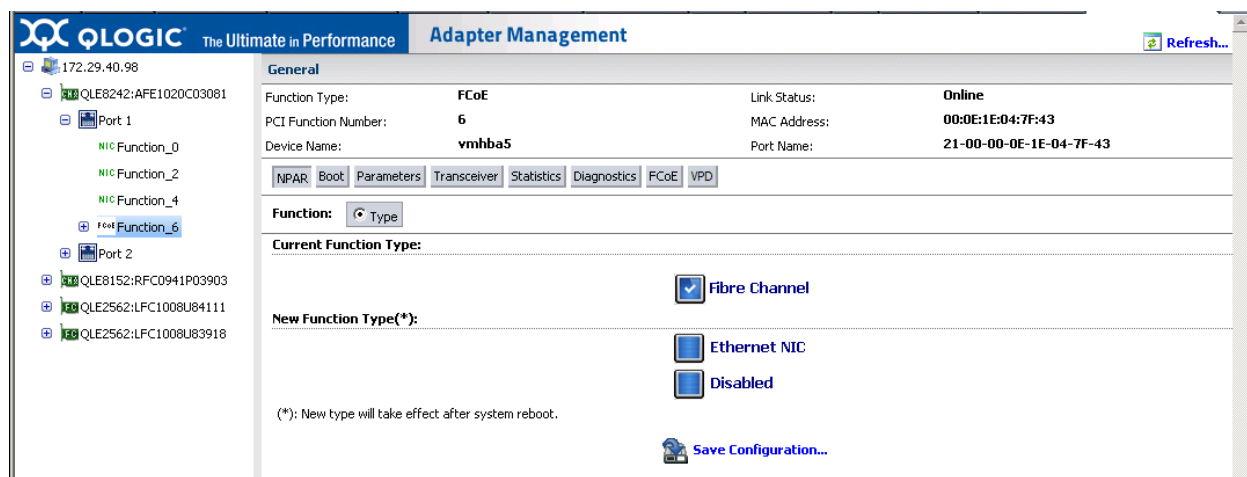 QLOGIC The Ultimate in Performance Adapter Management
Refresh...
172.29.40.98
QLE8242:AFE1020C03081
Port 1
NIC Function_0
NIC Function_2
NIC Function_4
FCoE Function_6
Port 2
QLE8152:RFC0941P03903
FC QLE2562:LFC1008U84111
FC QLE2562:LFC1008U83918
General
Function Type: FCoE Link Status: Online
PCI Function Number: 6 MAC Address: 00:0E:1E:04:7F:43
Device Name: vmhba5 Port Name: 21-00-00-0E-1E-04-7F-43
NPAR Boot Parameters Transceiver Statistics Diagnostics FCoE VPD
Function: Type
Current Function Type:
Fibre Channel
New Function Type(*):
Ethernet NIC
Disabled
(*): New type will take effect after system reboot.
Save Configuration...